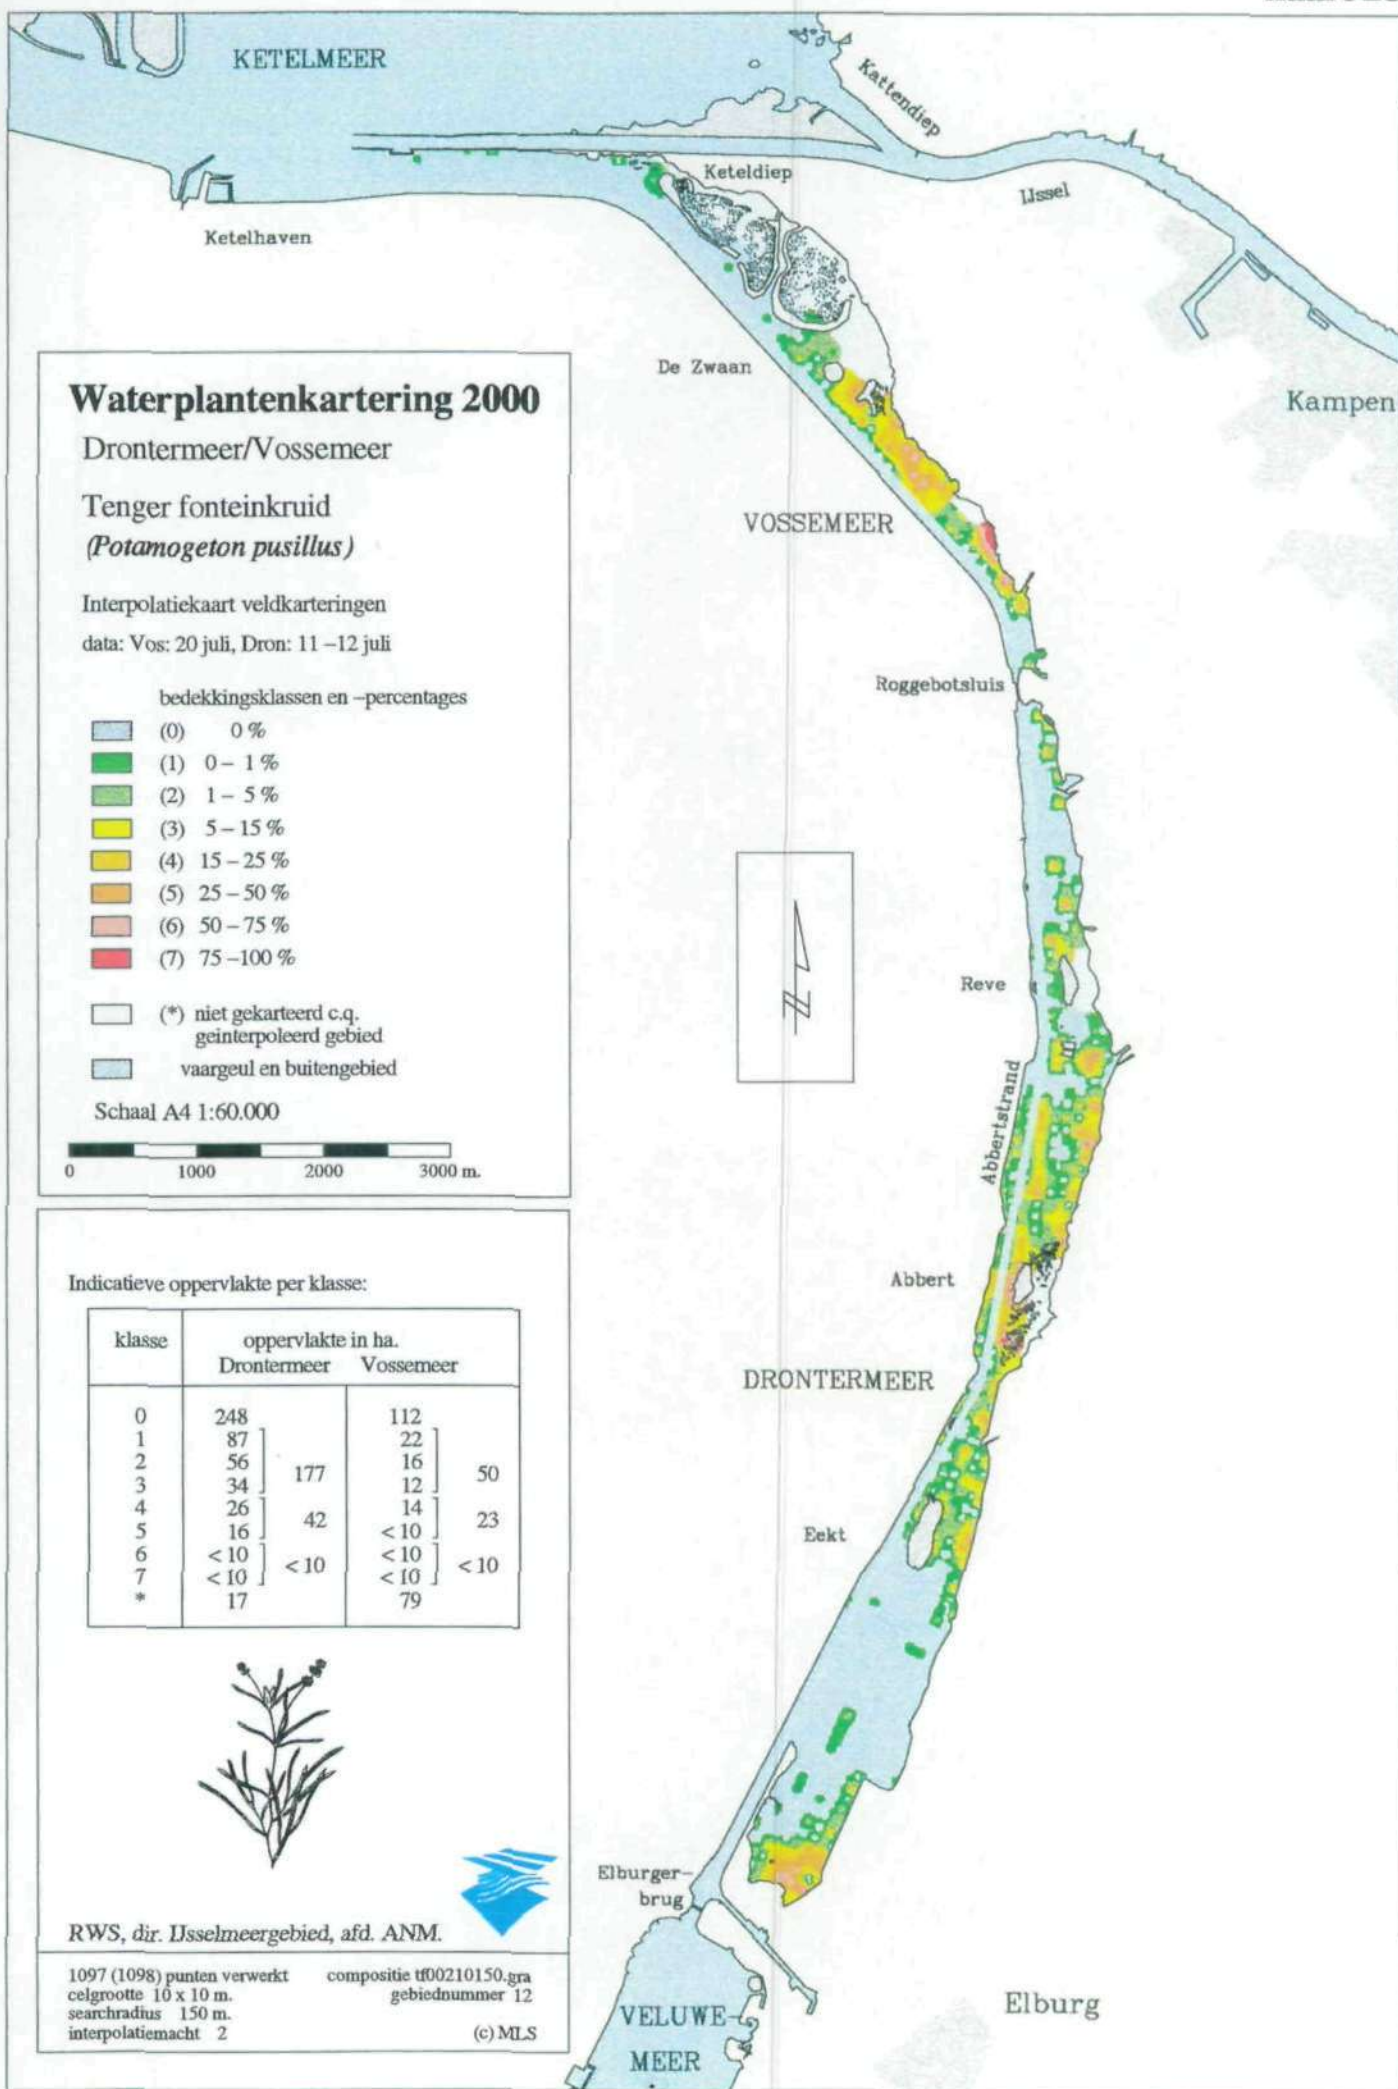 KETELMEER
Kattendiep
Keteldiep
IJssel
Ketelhaven
De Zwaan
Kampen
Waterplantenkartering 2000
Drontermeer/Vossemeer
Tenger fonteinkruid
(Potamogeton pusillus)
Interpolatiekaart veldkarteringen
data: Vos: 20 juli, Dron: 11 –12 juli
bedekkingsklassen en –percentages
(0) 0 %
(1) 0 – 1 %
(2) 1 – 5 %
(3) 5 – 15 %
(4) 15 – 25 %
(5) 25 – 50 %
(6) 50 – 75 %
(7) 75 –100 %
(*) niet gekarteerd c.q.
geinterpoleerd gebied
vaargeul en buitengebied
Schaal A4 1:60.000
0 1000 2000 3000 m.
VOSSEMEER
Roggebotsluis
Reve
Abbertstrand
Abbert
DRONTERMEER
Eekt
Indicatieve oppervlakte per klasse:
klasse oppervlakte in ha.
Drontermeer Vossemeer
0 248 112
1 87 22
2 56 16
177 50
3 34 12
4 26 14
42 23
5 16 < 10
6 < 10 < 10
< 10 < 10
7 < 10 < 10
* 17 79
RWS, dir. IJsselmeergebied, afd. ANM.
1097 (1098) punten verwerkt compositie tf00210150.gra
celgrootte 10 x 10 m. gebiednummer 12
searchradius 150 m.
interpolatiemacht 2 (c) MLS
Elburger–
brug
Elburg
VELUWE–
MEER